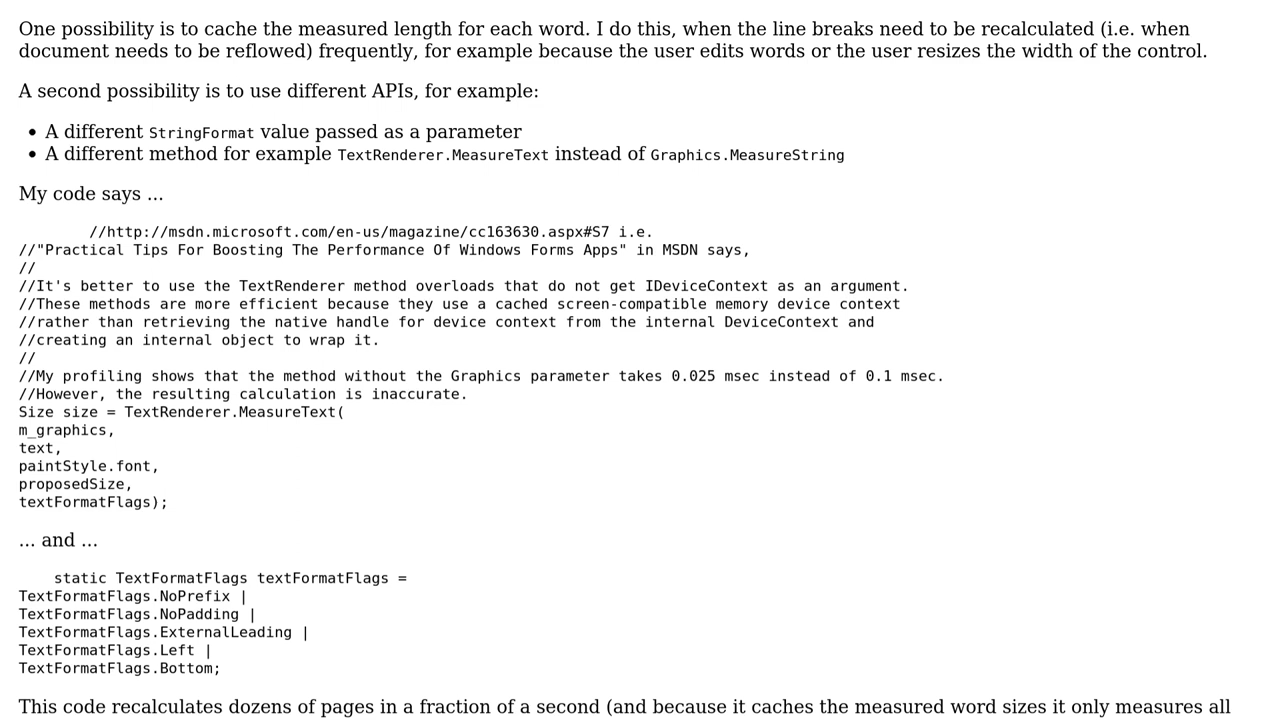 One possibility is to cache the measured length for each word. I do this, when the line breaks need to be recalculated (i.e. when
document needs to be reflowed) frequently, for example because the user edits words or the user resizes the width of the control.
A second possibility is to use different APIs, for example:
• A different StringFormat value passed as a parameter
• A different method for example TextRenderer.MeasureText instead of Graphics.MeasureString
My code says ...
//http://msdn.microsoft.com/en-us/magazine/cc163630.aspx#S7 i.e.
//"Practical Tips For Boosting The Performance Of Windows Forms Apps" in MSDN says,
//
//It's better to use the TextRenderer method overloads that do not get IDeviceContext as an argument.
//These methods are more efficient because they use a cached screen-compatible memory device context
//rather than retrieving the native handle for device context from the internal DeviceContext and
//creating an internal object to wrap it.
//
//My profiling shows that the method without the Graphics parameter takes 0.025 msec instead of 0.1 msec.
//However, the resulting calculation is inaccurate.
Size size = TextRenderer.MeasureText(
m_graphics,
text,
paintStyle.font,
proposedSize,
textFormatFlags);
... and ...
static TextFormatFlags textFormatFlags =
TextFormatFlags.NoPrefix |
TextFormatFlags.NoPadding |
TextFormatFlags.ExternalLeading |
TextFormatFlags.Left |
TextFormatFlags.Bottom;
This code recalculates dozens of pages in a fraction of a second (and because it caches the measured word sizes it only measures all